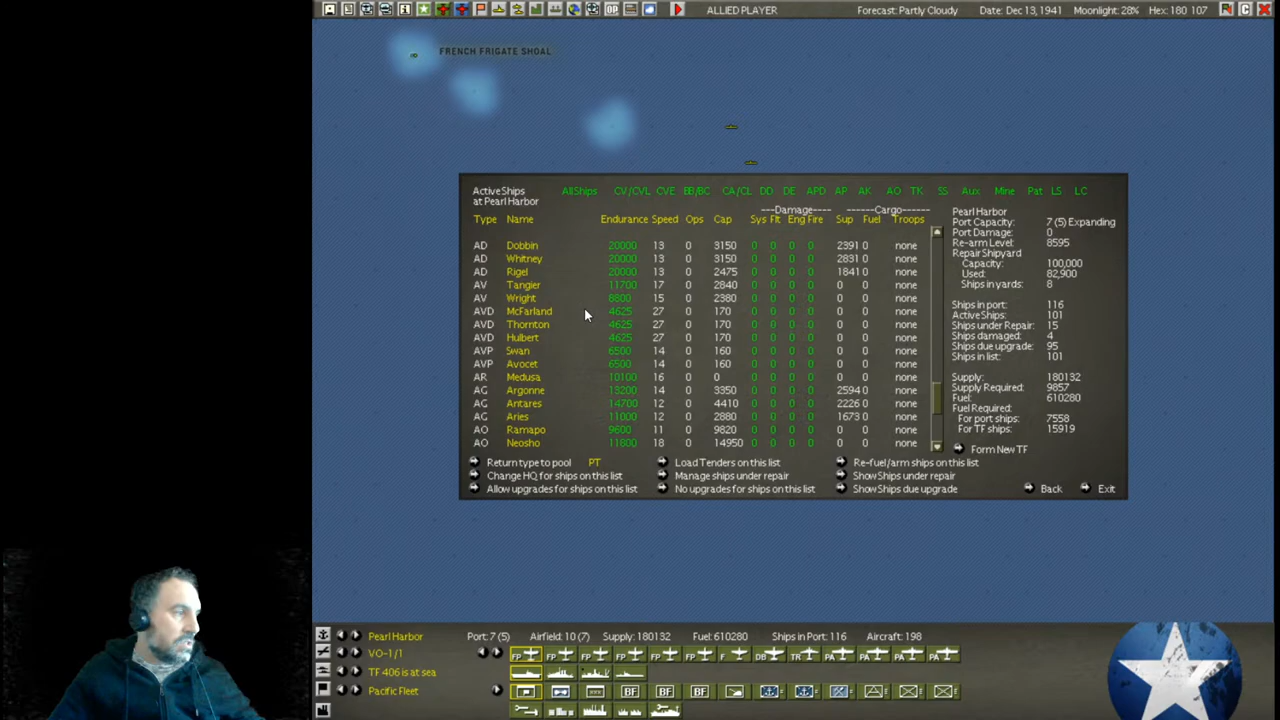 ALLIED PLAYER Forecast: Partly Cloudy Date: Dec 13, 1941 Moonlight: 28% Hex: 180 107
FRENCH FRIGATE SHOAL
Active Ships All Ships CV/CVL CVE BB/BC CA/CL DD DE APD AP AK AO TK SS Aux Mine Pat LS LC
at Pearl Harbor
---Damage---- ------Cargo------
Type Name Endurance Speed Ops Cap Sys Flt Eng Fire Sup Fuel Troops
AD Dobbin 20000 13 0 3150 0 0 0 0 2391 0 none
AD Whitney 20000 13 0 3150 0 0 0 0 2831 0 none
AD Rigel 20000 13 0 2475 0 0 0 0 1841 0 none
AV Tangier 11700 17 0 2840 0 0 0 0 0 0 none
AV Wright 8800 15 0 2380 0 0 0 0 0 0 none
AVD McFarland 4625 27 0 170 0 0 0 0 0 0 none
AVD Thornton 4625 27 0 170 0 0 0 0 0 0 none
AVD Hulbert 4625 27 0 170 0 0 0 0 0 0 none
AVP Swan 6500 14 0 160 0 0 0 0 0 0 none
AVP Avocet 6500 14 0 160 0 0 0 0 0 0 none
AR Medusa 10100 16 0 0 0 0 0 0 0 0 none
AG Argonne 13200 14 0 3350 0 0 0 0 2594 0 none
AG Antares 14700 12 0 4410 0 0 0 0 2226 0 none
AG Aries 11000 12 0 2880 0 0 0 0 1673 0 none
AO Ramapo 9600 11 0 9820 0 0 0 0 0 0 none
AO Neosho 11800 18 0 14950 0 0 0 0 0 0 none
Pearl Harbor
Port Capacity: 7 (5) Expanding
Port Damage: 0
Re-arm Level: 8595
Repair Shipyard
Capacity: 100,000
Used: 82,900
Ships in yards: 8
Ships in port: 116
Active Ships: 101
Ships under Repair: 15
Ships damaged: 4
Ships due upgrade: 95
Ships in list: 101
Supply: 180132
Supply Required: 9857
Fuel: 610280
Fuel Required:
For port ships: 7558
For TF ships: 15919
Form New TF
Return type to pool PT Load Tenders on this list Re-fuel/arm ships on this list
Change HQ for ships on this list Manage ships under repair Show Ships under repair
Allow upgrades for ships on this list No upgrades for ships on this list Show Ships due upgrade Back Exit
Pearl Harbor Port: 7 (5) Airfield: 10 (7) Supply: 180132 Fuel: 610280 Ships in Port: 116 Aircraft: 198
VO-1/1 FP FP FP FP FP FP F DB TR PA PA PA PA
TF 406 is at sea
Pacific Fleet BF BF BF